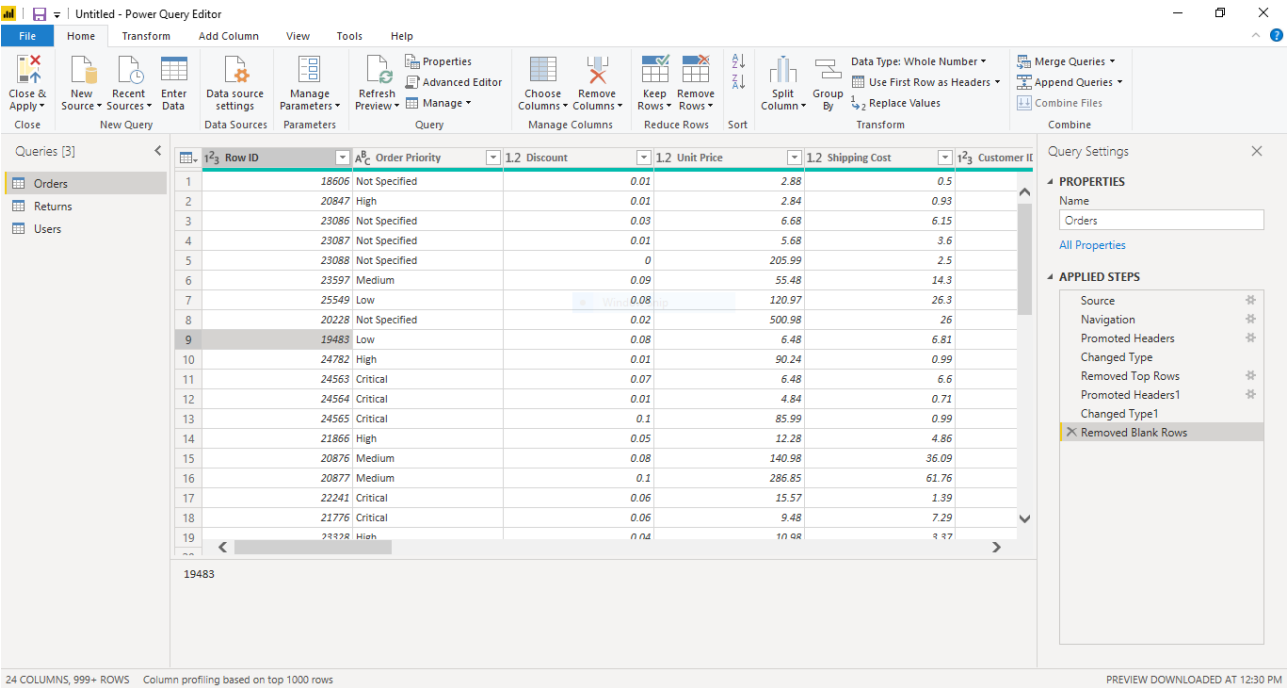 Untitled - Power Query Editor
File Home Transform Add Column View Tools Help
Close & Apply New Source Recent Sources Enter Data Data source settings Manage Parameters Refresh Preview Properties Advanced Editor Manage Choose Columns Remove Columns Keep Rows Remove Rows Split Column Group By Data Type: Whole Number Use First Row as Headers Replace Values Merge Queries Append Queries Combine Files
Close New Query Data Sources Parameters Query Manage Columns Reduce Rows Sort Transform Combine
Queries [3]
Orders
Returns
Users
1²3 Row ID ABC Order Priority 1.2 Discount 1.2 Unit Price 1.2 Shipping Cost 1²3 Customer ID
1 18606 Not Specified 0.01 2.88 0.5
2 20847 High 0.01 2.84 0.93
3 23086 Not Specified 0.03 6.68 6.15
4 23087 Not Specified 0.01 5.68 3.6
5 23088 Not Specified 0 205.99 2.5
6 23597 Medium 0.09 55.48 14.3
7 25549 Low 0.08 120.97 26.3
8 20228 Not Specified 0.02 500.98 26
9 19483 Low 0.08 6.48 6.81
10 24782 High 0.01 90.24 0.99
11 24563 Critical 0.07 6.48 6.6
12 24564 Critical 0.01 4.84 0.71
13 24565 Critical 0.1 85.99 0.99
14 21866 High 0.05 12.28 4.86
15 20876 Medium 0.08 140.98 36.09
16 20877 Medium 0.1 286.85 61.76
17 22241 Critical 0.06 15.57 1.39
18 21776 Critical 0.06 9.48 7.29
19 23328 High 0.04 10.98 3.37
19483
Query Settings
PROPERTIES
Name
Orders
All Properties
APPLIED STEPS
Source
Navigation
Promoted Headers
Changed Type
Removed Top Rows
Promoted Headers1
Changed Type1
Removed Blank Rows
24 COLUMNS, 999+ ROWS Column profiling based on top 1000 rows PREVIEW DOWNLOADED AT 12:30 PM